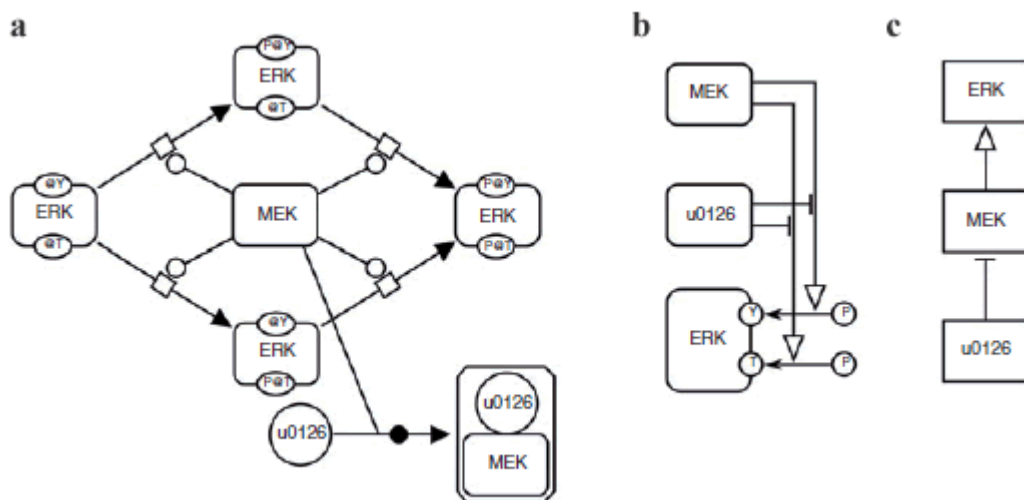 a
P@Y
ERK
@T
@Y
ERK
@T
MEK
P@Y
ERK
P@T
@Y
ERK
P@T
u0126
u0126
MEK
b
MEK
u0126
ERK
Y
P
T
P
c
ERK
MEK
u0126